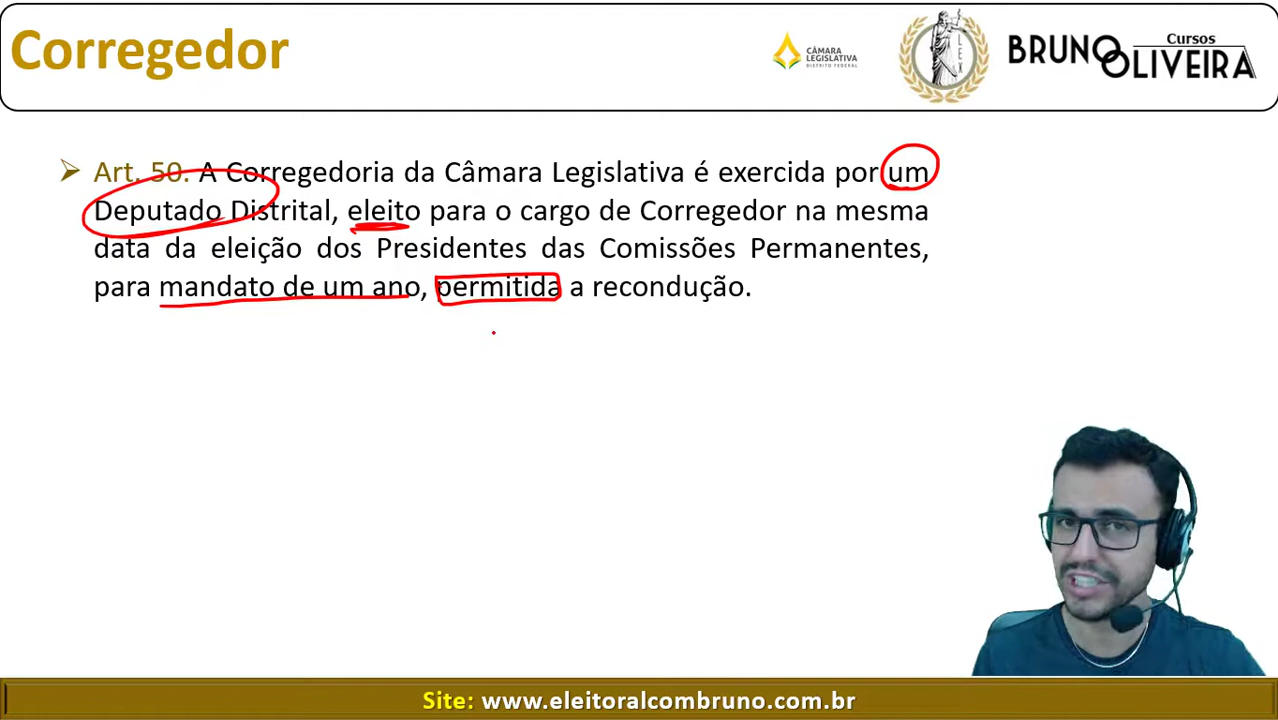 Corregedor
CÂMARA
LEGISLATIVA
DISTRITO FEDERAL
LEX
Cursos
BRUNO
OLIVEIRA
Art. 50. A Corregedoria da Câmara Legislativa é exercida por um
Deputado Distrital, eleito para o cargo de Corregedor na mesma
data da eleição dos Presidentes das Comissões Permanentes,
para mandato de um ano, permitida a recondução.
Site: www.eleitoralcombruno.com.br